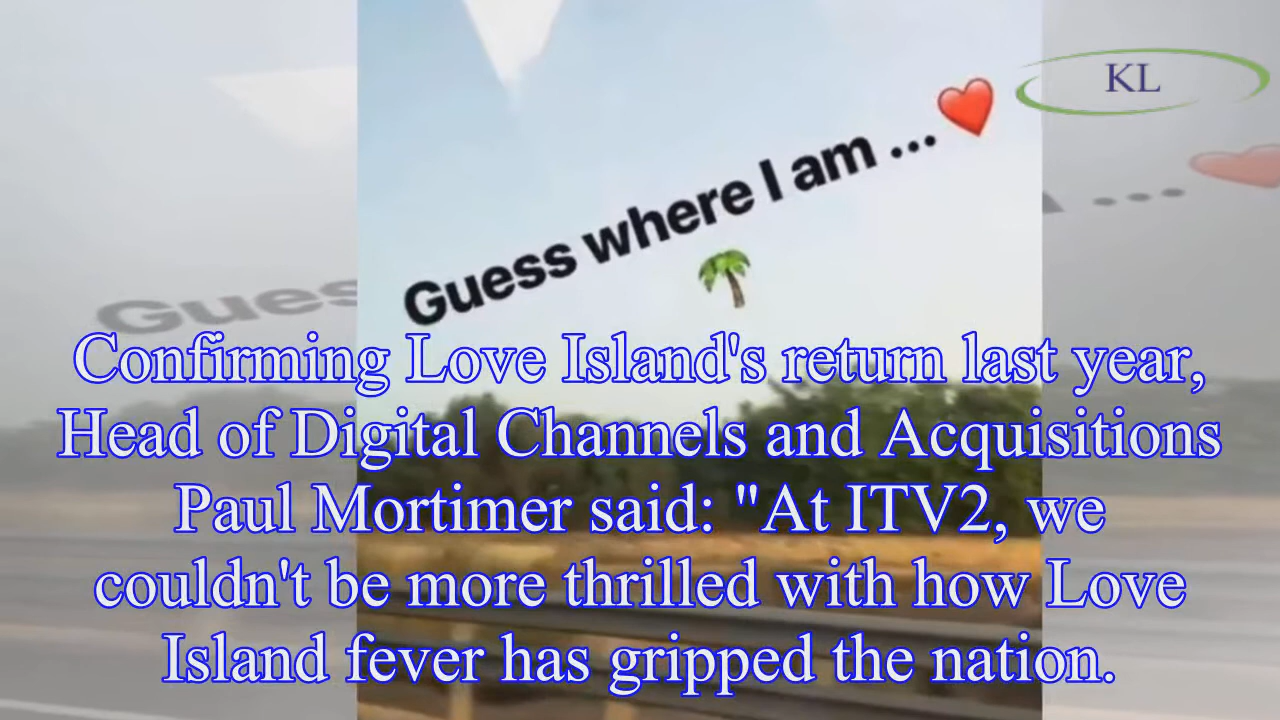 KL
Guess where I am ...
Confirming Love Island's return last year,
Head of Digital Channels and Acquisitions
Paul Mortimer said: "At ITV2, we
couldn't be more thrilled with how Love
Island fever has gripped the nation.